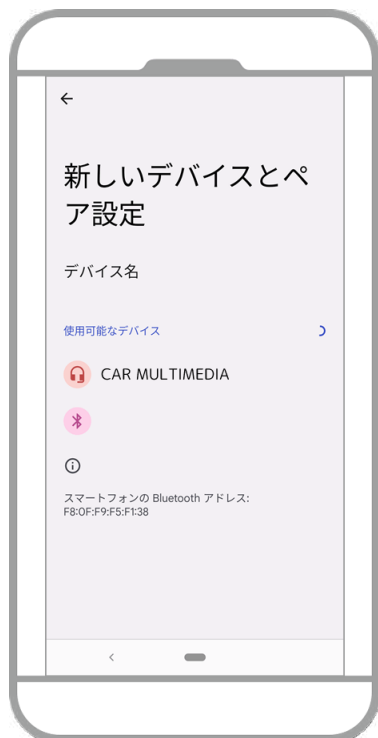 新しいデバイスとペ
ア設定
デバイス名
使用可能なデバイス
CAR MULTIMEDIA
スマートフォンの Bluetooth アドレス:
F8:0F:F9:F5:F1:38